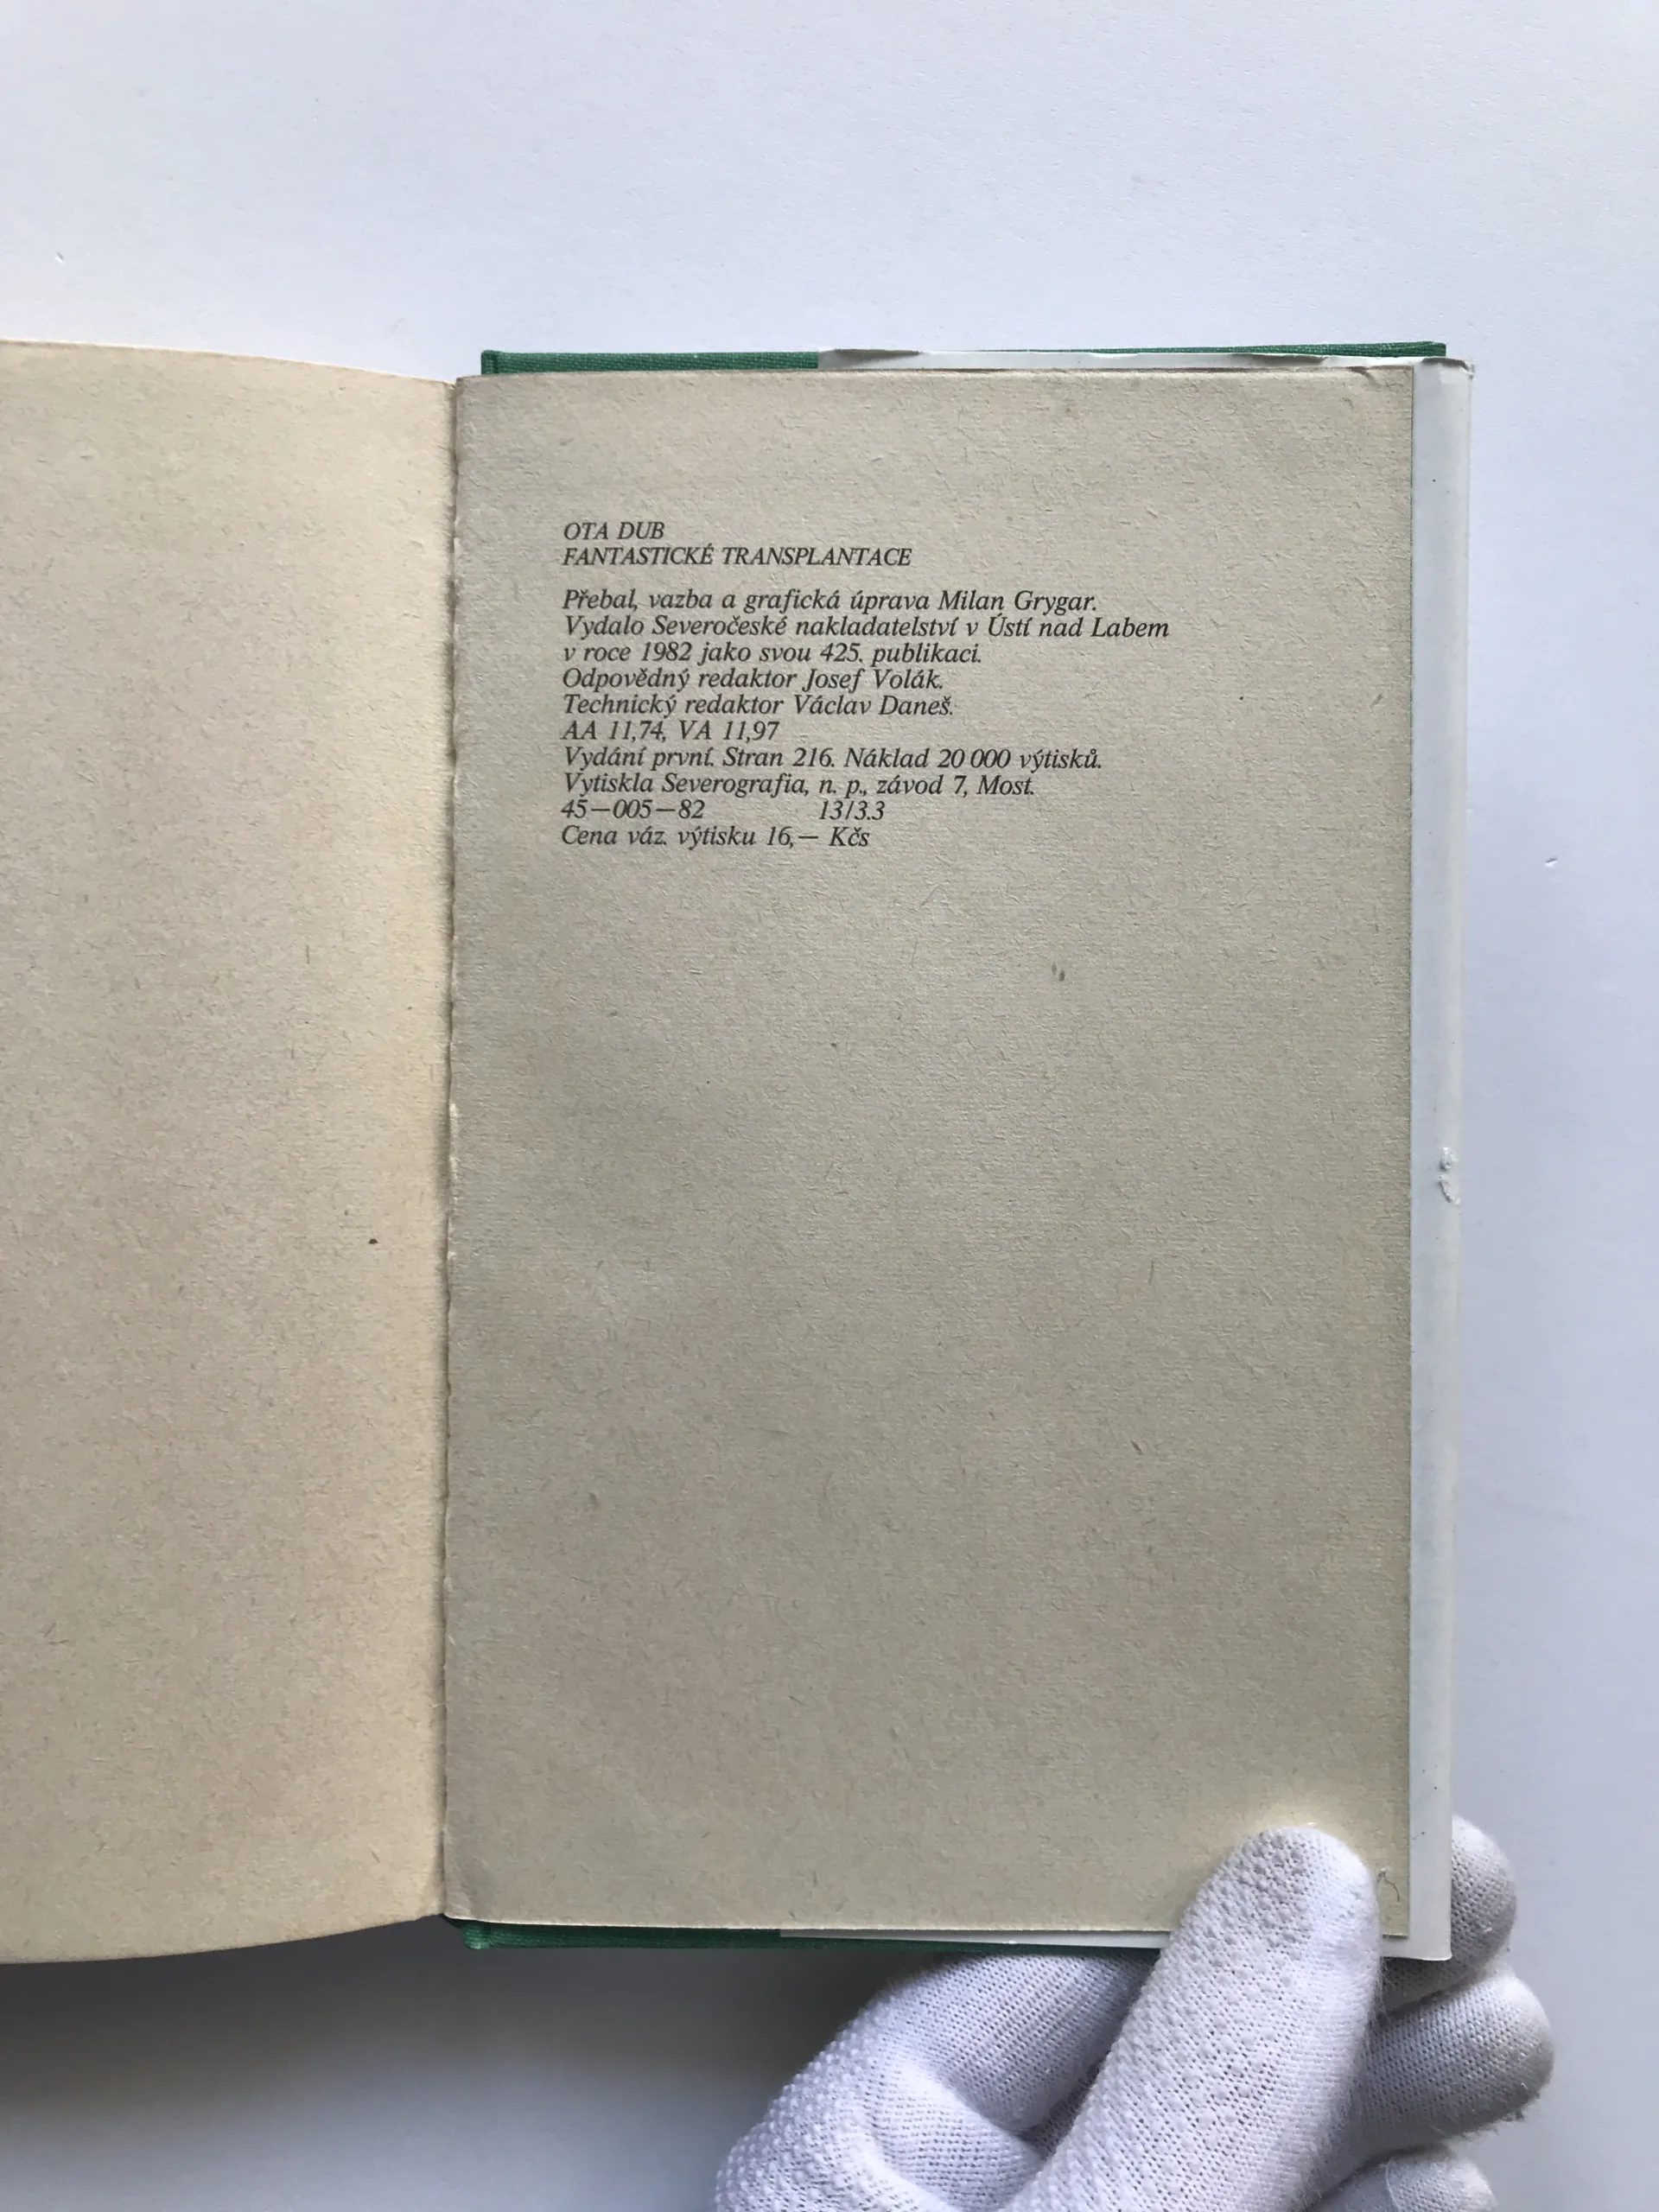 OTA DUB
FANTASTICKÉ TRANSPLANTACE
Přebal, vazba a grafická úprava Milan Grygar.
Vydalo Severočeské nakladatelství v Ústí nad Labem
v roce 1982 jako svou 425. publikaci.
Odpovědný redaktor Josef Volák.
Technický redaktor Václav Daneš.
AA 11,74, VA 11,97
Vydání první. Stran 216. Náklad 20 000 výtisků.
Vytiskla Severografia, n. p., závod 7, Most.
45—005—82 13/3.3
Cena váz. výtisku 16,— Kčs